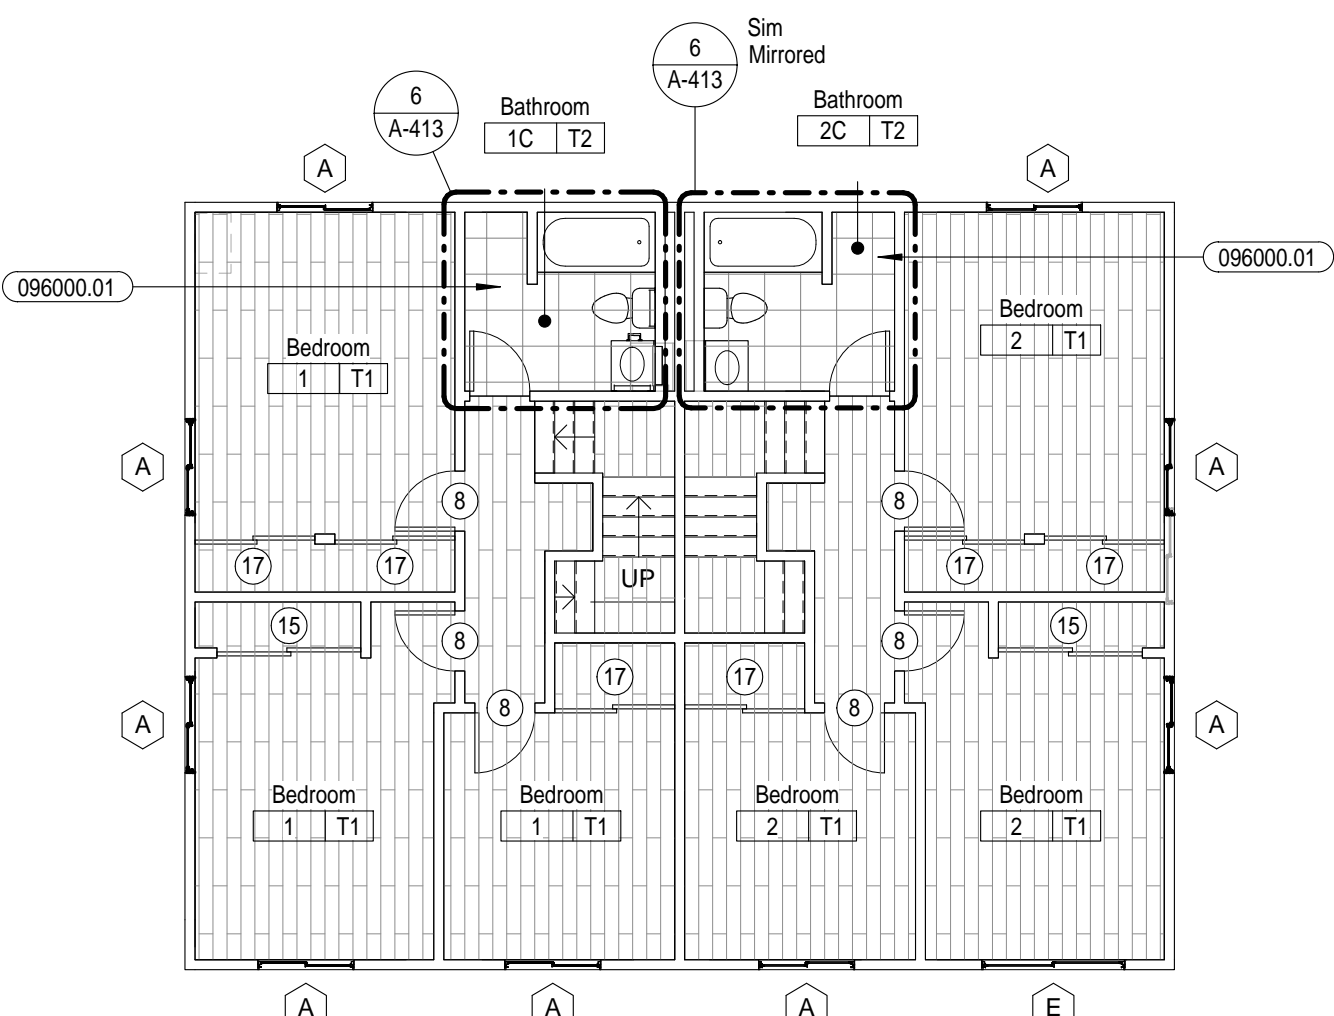 Sim
Mirrored
6
A-413
6
A-413
Bathroom
1C T2
Bathroom
2C T2
A
A
096000.01
096000.01
Bedroom
1 T1
Bedroom
2 T1
A
A
8
8
17
17
17
17
UP
15
15
8
8
17
17
8
8
A
A
Bedroom
1 T1
Bedroom
1 T1
Bedroom
2 T1
Bedroom
2 T1
A
A
A
E